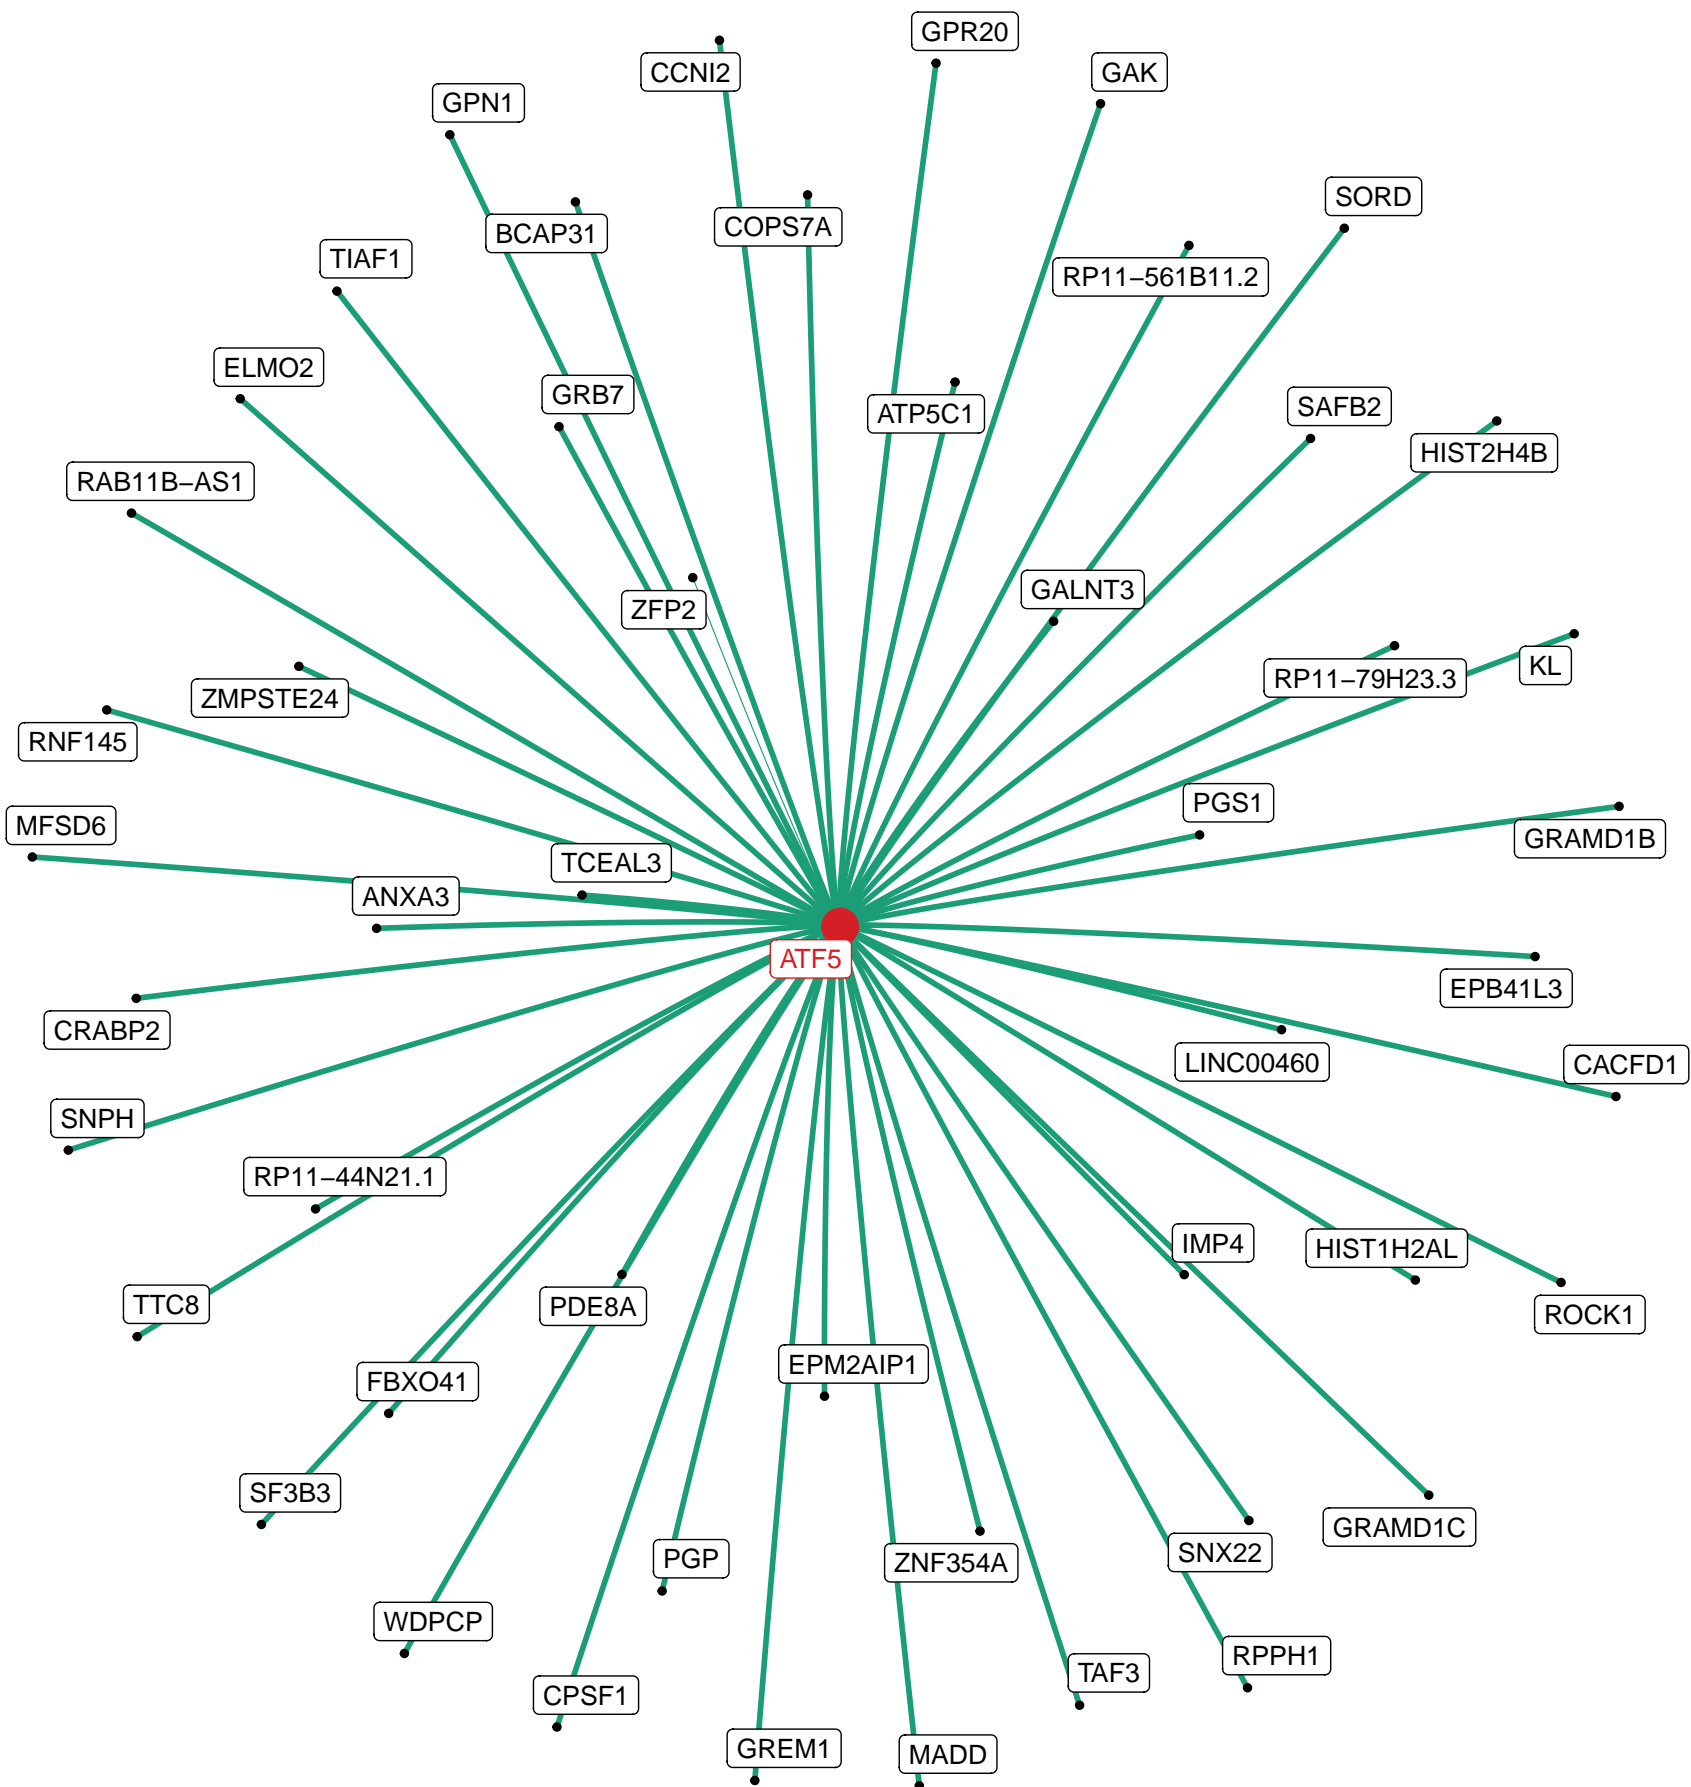 GPR20
CCNI2
GAK
GPN1
SORD
COPS7A
BCAP31
TIAF1
RP11–561B11.2
ELMO2
GRB7
SAFB2
ATP5C1
HIST2H4B
RAB11B–AS1
GALNT3
ZFP2
KL
RP11–79H23.3
ZMPSTE24
RNF145
PGS1
MFSD6
GRAMD1B
TCEAL3
ANXA3
ATF5
EPB41L3
CRABP2
LINC00460
CACFD1
SNPH
RP11–44N21.1
IMP4
HIST1H2AL
TTC8
PDE8A
ROCK1
EPM2AIP1
FBXO41
SF3B3
GRAMD1C
SNX22
PGP
ZNF354A
WDPCP
RPPH1
TAF3
CPSF1
GREM1
MADD